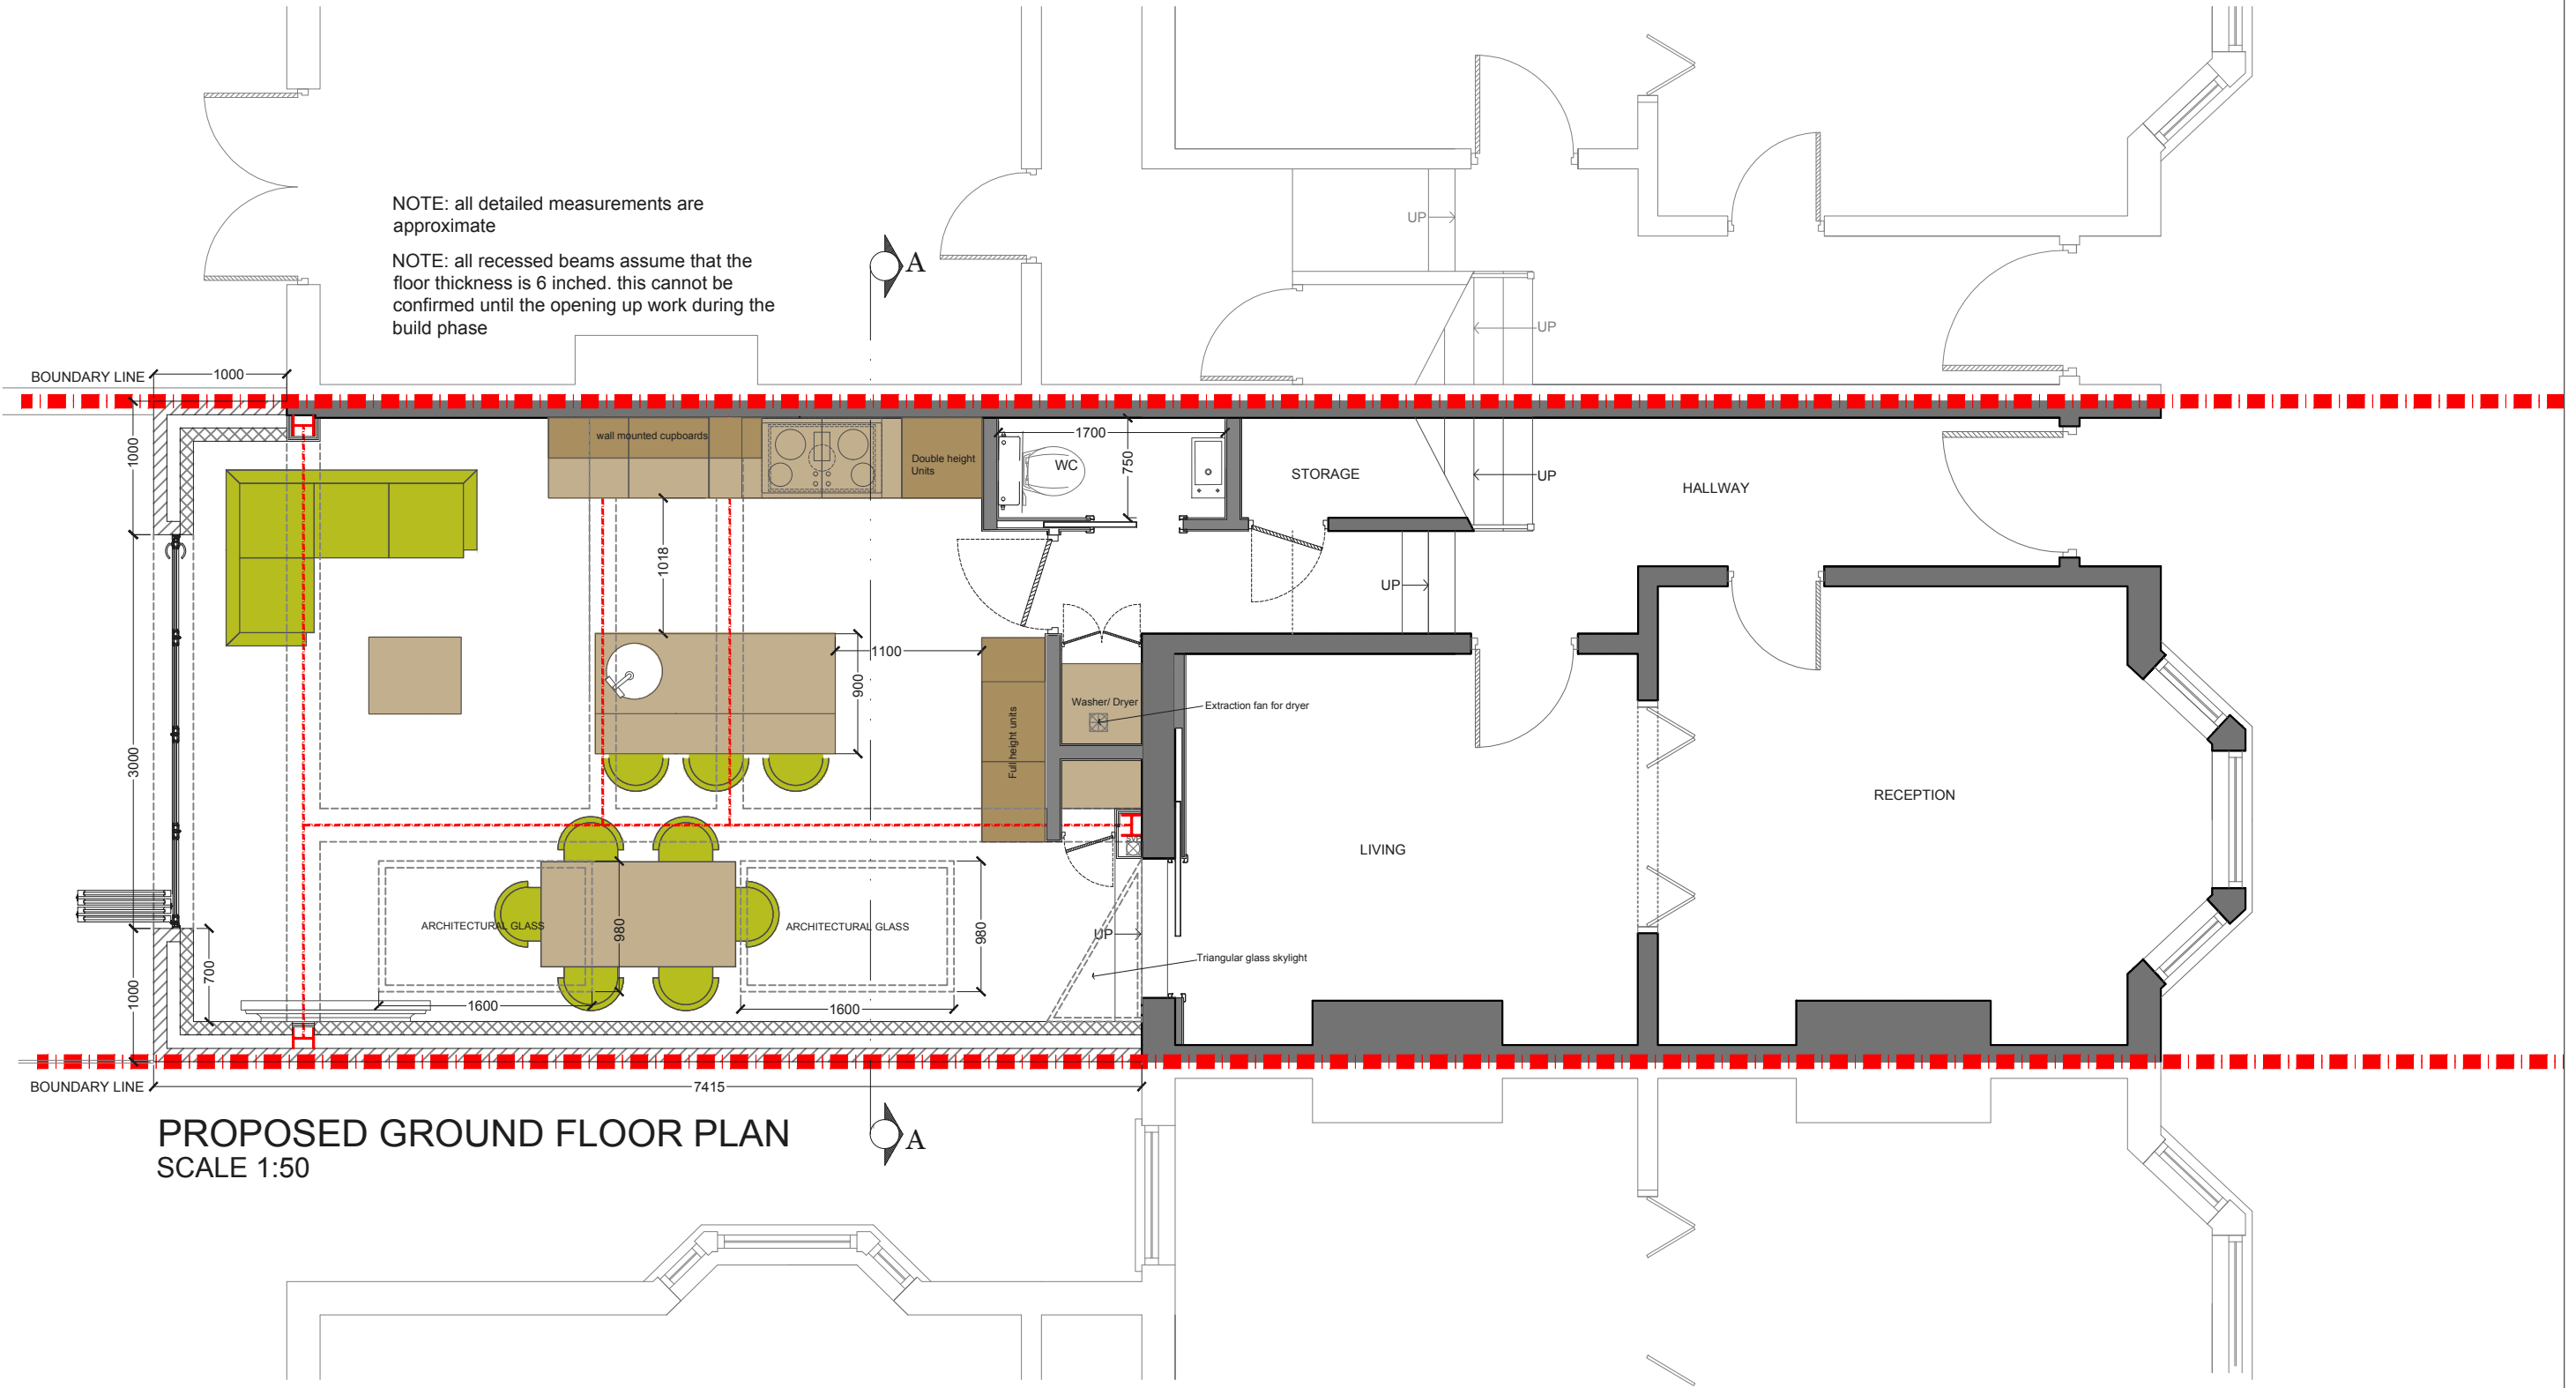 NOTE: all detailed measurements are
approximate
NOTE: all recessed beams assume that the
floor thickness is 6 inched. this cannot be
confirmed until the opening up work during the
build phase
A
UP
UP
BOUNDARY LINE
1000
1000
wall mounted cupboards
Double height
Units
1700
WC
750
STORAGE
UP
HALLWAY
1018
UP
1100
900
3000
Full height units
Washer/ Dryer
Extraction fan for dryer
RECEPTION
LIVING
ARCHITECTURAL GLASS
980
ARCHITECTURAL GLASS
980
UP
Triangular glass skylight
700
1000
1600
1600
BOUNDARY LINE
7415
PROPOSED GROUND FLOOR PLAN
SCALE 1:50
A